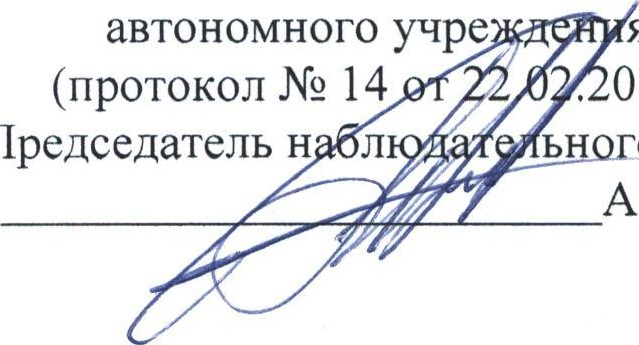 автономного учреждения
(протокол № 14 от 22.02.20
Председатель наблюдательного
А